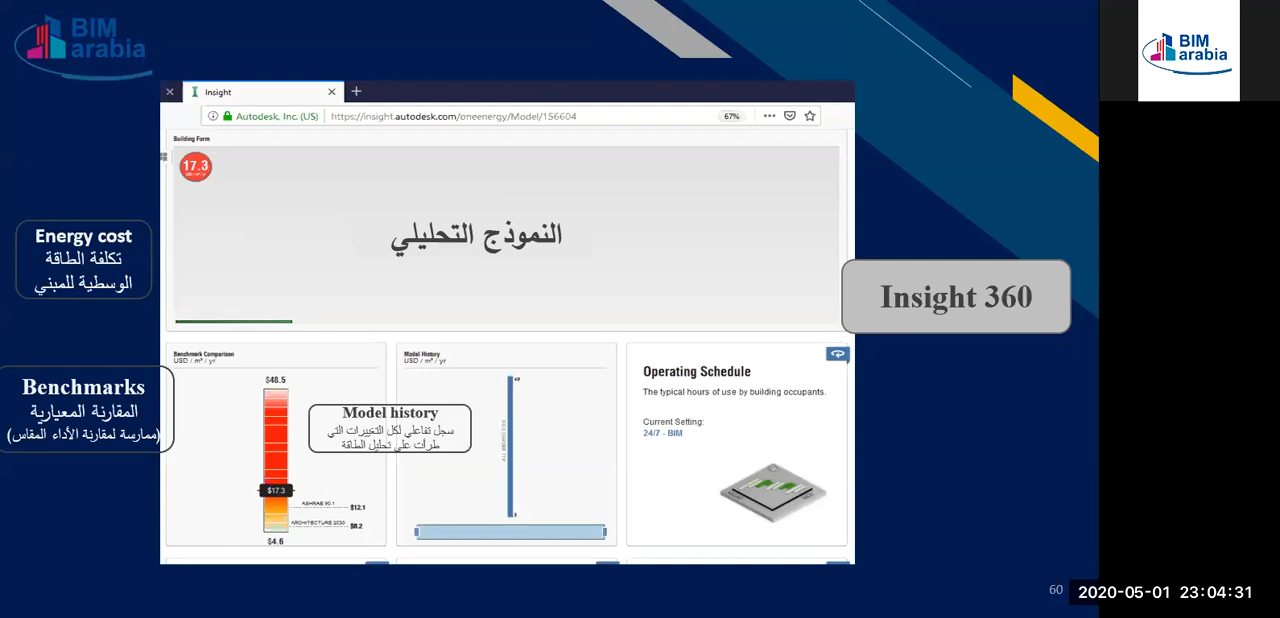 BIM
arabia
BIM
arabia
Insight
Autodesk, Inc. (US)
https://insight.autodesk.com/oneenergy/Model/156604
67%
Building Form
17.3
USD / m² / yr
النموذج التحليلي
Energy cost
تكلفة الطاقة
الوسطية للمبني
Insight 360
Benchmarks
المقارنة المعيارية
(ممارسة لمقارنة الأداء المقاس)
Benchmark Comparison
USD / m² / yr
$48.5
$17.3
ASHRAE 90.1
$12.1
ARCHITECTURE 2030
$8.2
$4.6
Model History
USD / m² / yr
Model history
سجل تفاعلي لكل التغييرات التي
طرأت على تحليل الطاقة
Operating Schedule
The typical hours of use by building occupants.
Current Setting:
24/7 - BIM
60
2020-05-01 23:04:31